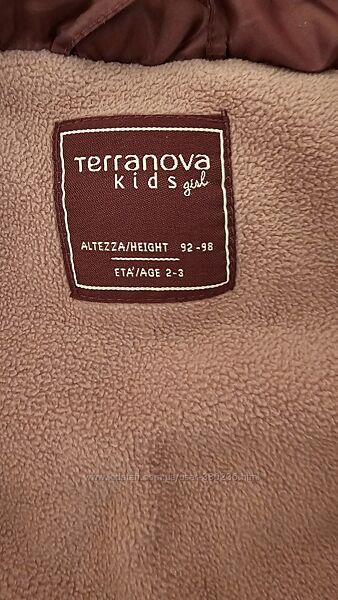 Terranova
kids girl
ALTEZZA/HEIGHT 92-98
ETÀ/AGE 2-3